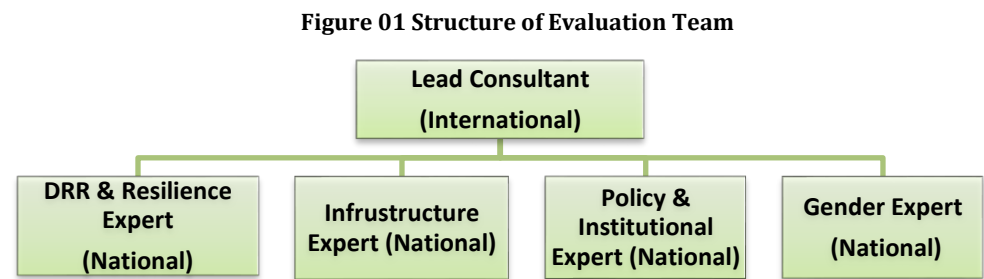 Figure 01 Structure of Evaluation Team
Lead Consultant
(International)
DRR & Resilience
Expert
(National)
Infrustructure
Expert (National)
Policy &
Institutional
Expert (National)
Gender Expert
(National)